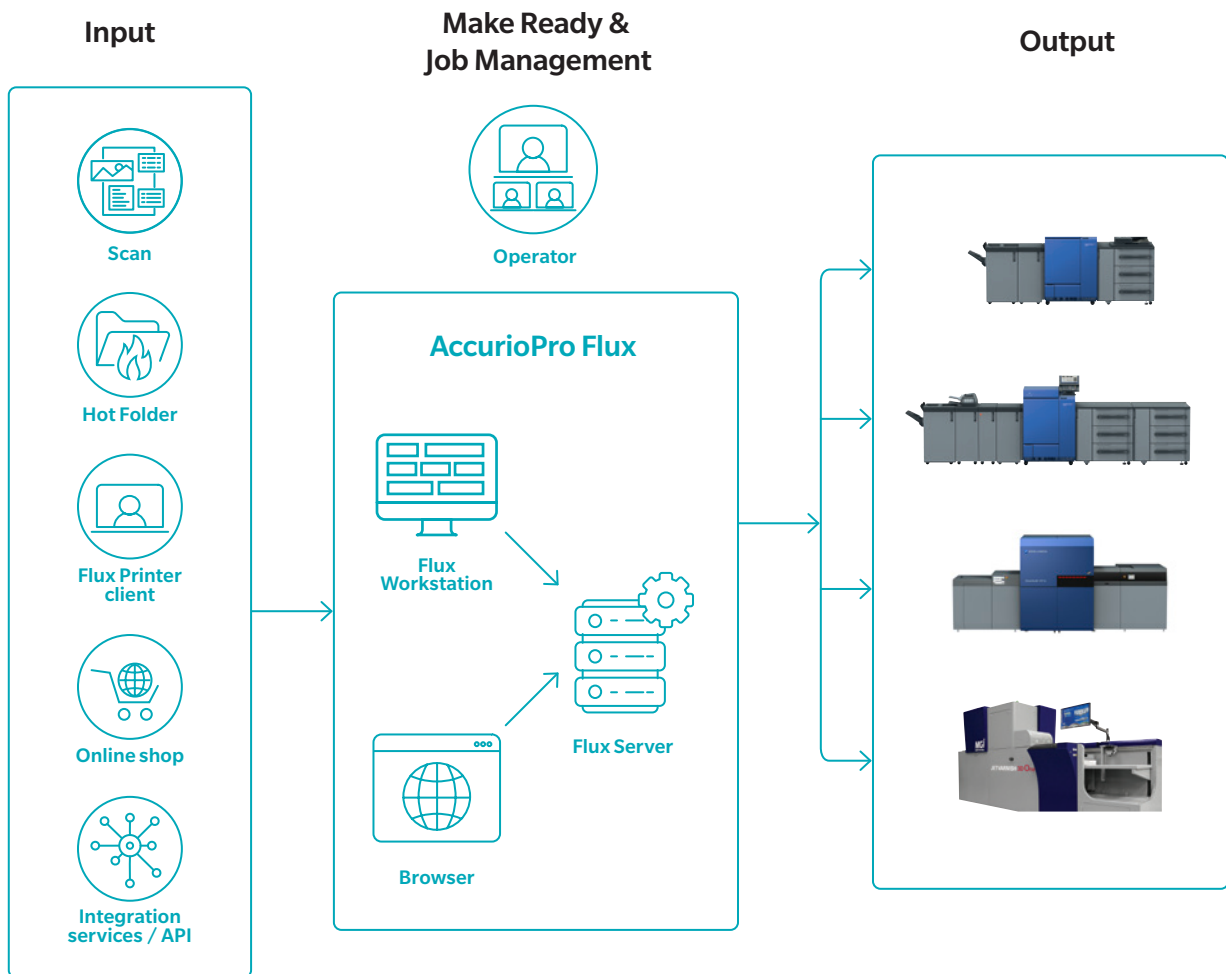 Input
Make Ready &
Job Management
Output
Scan
Hot Folder
Flux Printer
client
Online shop
Integration
services / API
Operator
AccurioPro Flux
Flux
Workstation
Flux Server
Browser
MGI